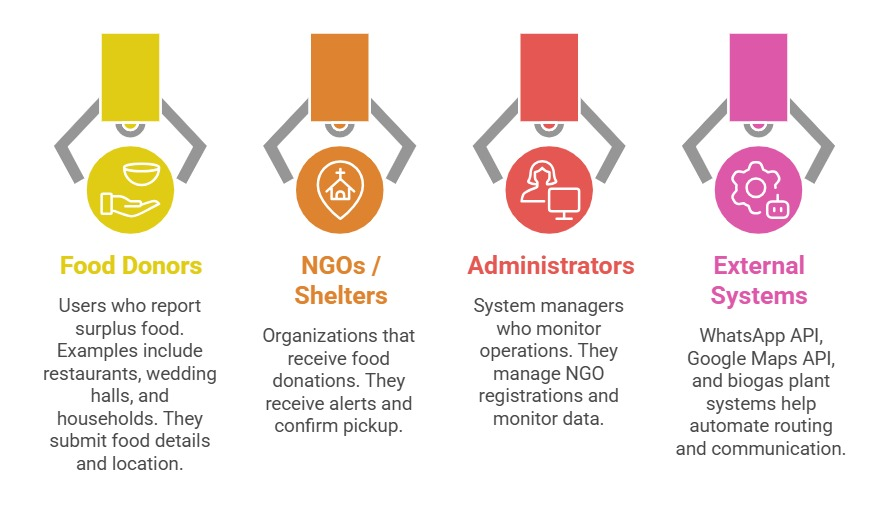 Food Donors
Users who report
surplus food.
Examples include
restaurants, wedding
halls, and
households. They
submit food details
and location.
NGOs /
Shelters
Organizations that
receive food
donations. They
receive alerts and
confirm pickup.
Administrators
System managers
who monitor
operations. They
manage NGO
registrations and
monitor data.
External
Systems
WhatsApp API,
Google Maps API,
and biogas plant
systems help
automate routing
and communication.